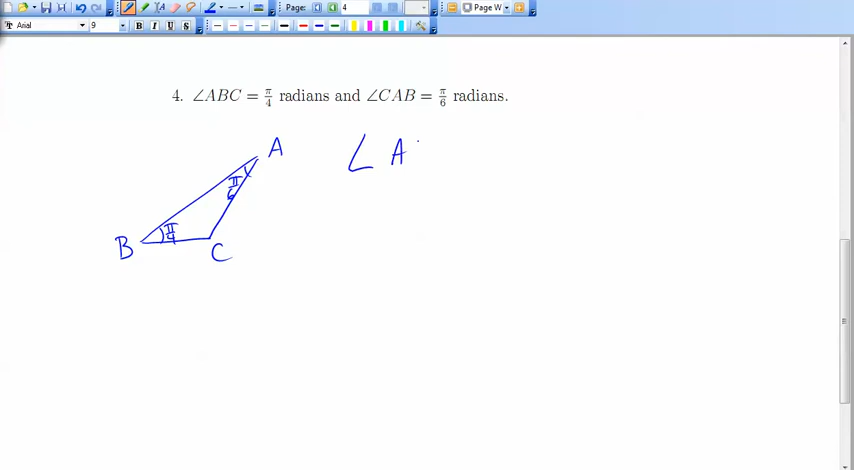 Page: 4 Page W
Arial 9 B I U S
4. ∠ABC = π/4 radians and ∠CAB = π/6 radians.
A ∠ A
π/6
B π/4 C